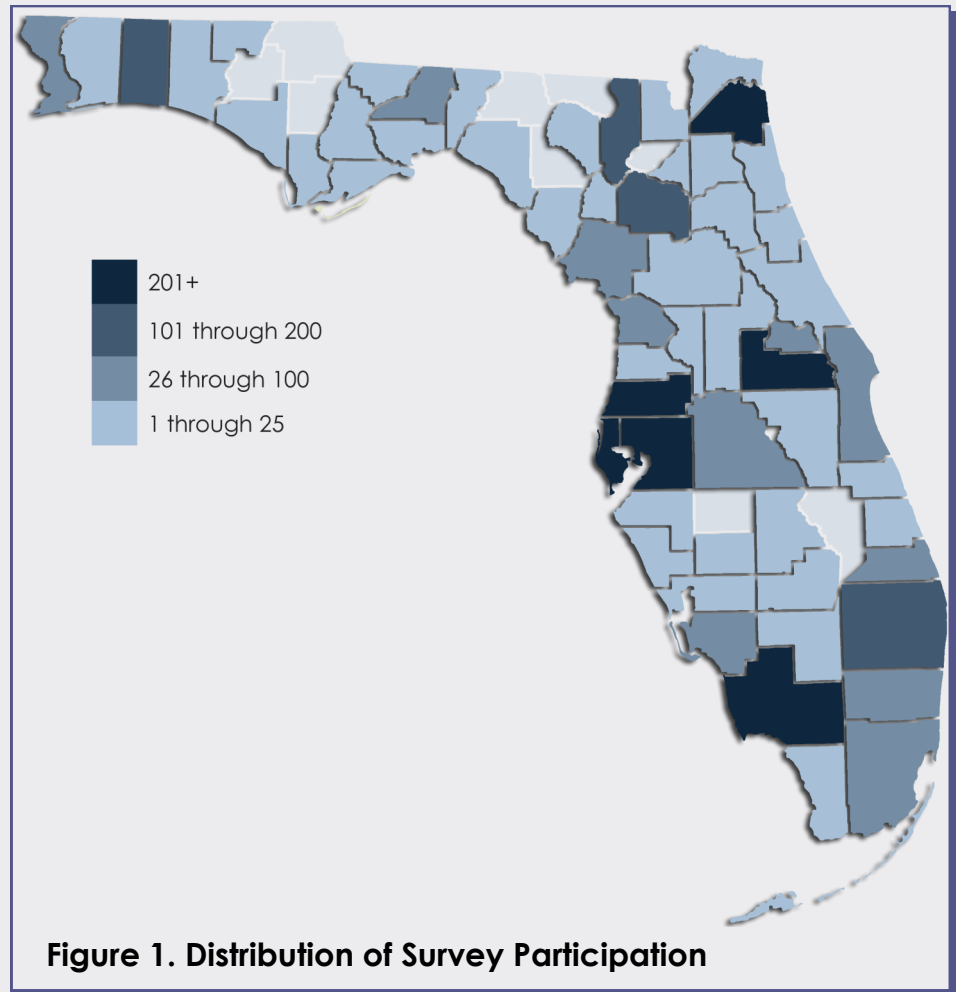 201+
101 through 200
26 through 100
1 through 25
Figure 1. Distribution of Survey Participation